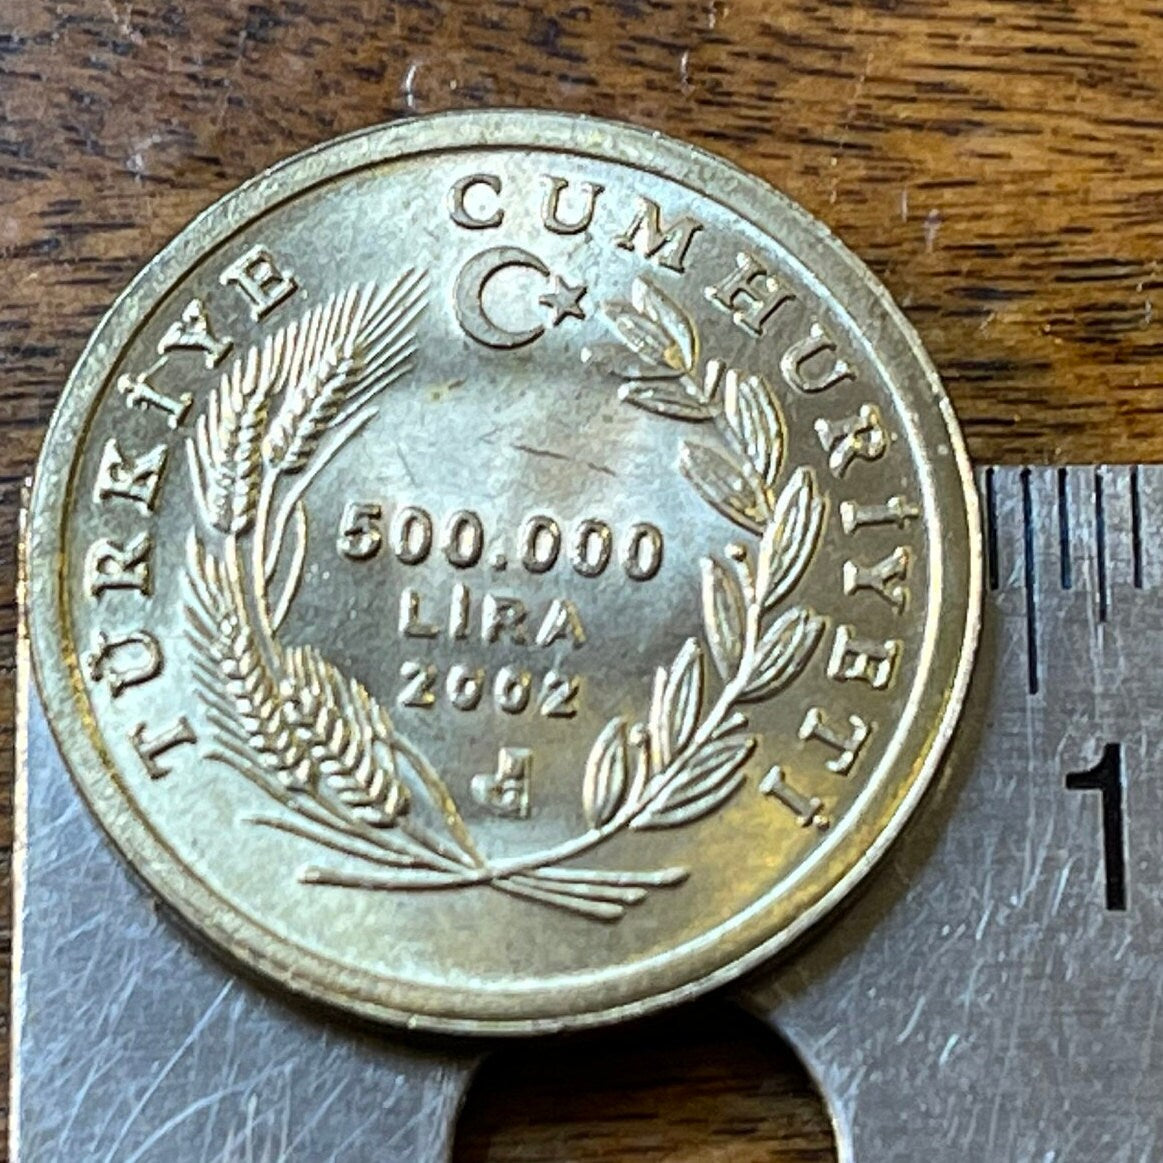 TÜRKİYE CUMHURİYETİ
500.000
LİRA
2002
1